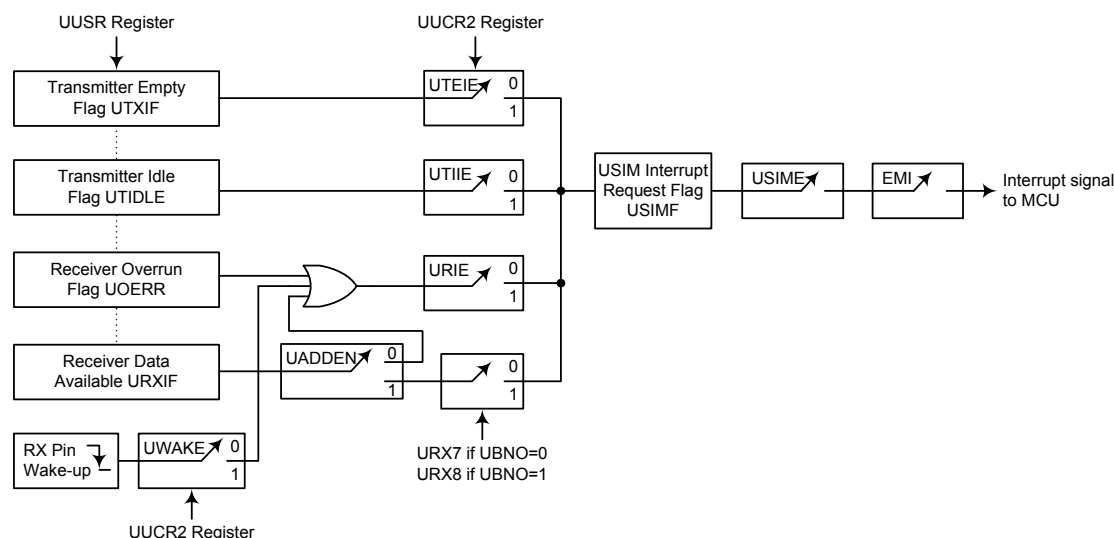 UUSR Register
UUCR2 Register
Transmitter Empty
Flag UTXIF
UTEIE
0
1
Transmitter Idle
Flag UTIDLE
UTIIE
0
1
USIM Interrupt
Request Flag
USIMF
USIME
EMI
Interrupt signal
to MCU
Receiver Overrun
Flag UOERR
URIE
0
1
Receiver Data
Available URXIF
UADDEN
0
1
0
1
RX Pin
Wake-up
UWAKE
0
1
URX7 if UBNO=0
URX8 if UBNO=1
UUCR2 Register